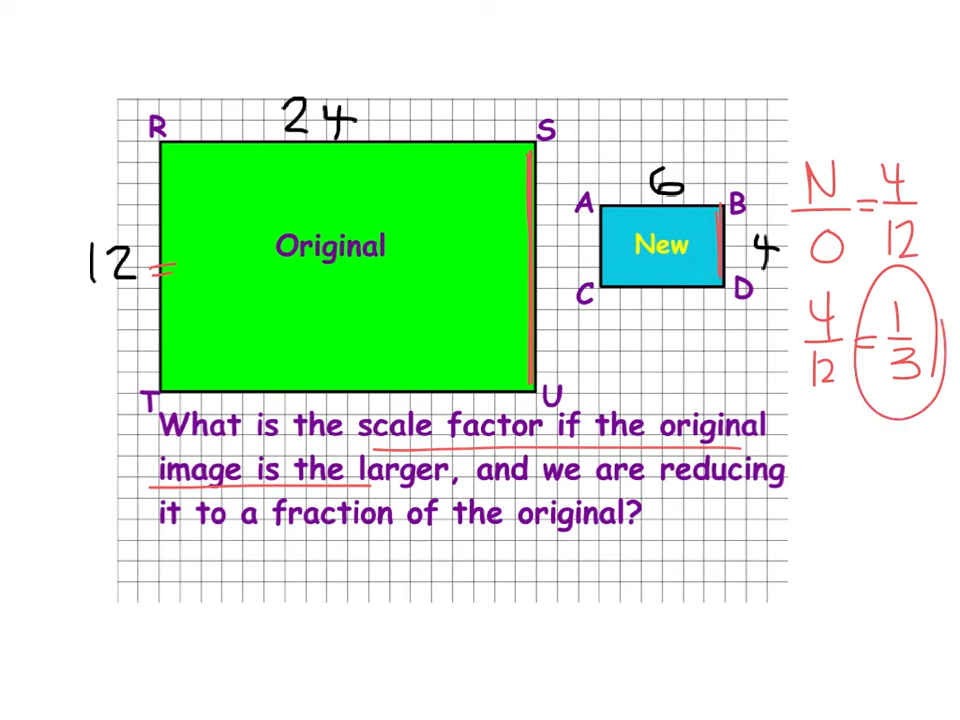 24
R
S
6
A
B
N/O = 4/12
12
Original
New
4
C
D
4/12 = 1/3
T
U
What is the scale factor if the original
image is the larger, and we are reducing
it to a fraction of the original?